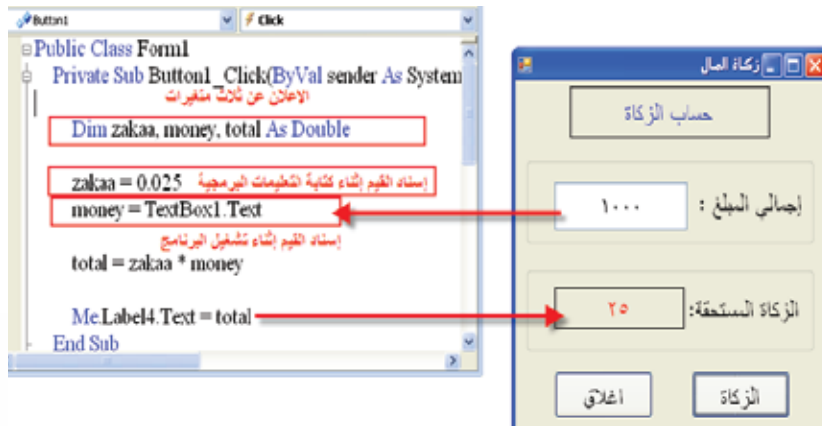 Button1
Click
Public Class Form1
Private Sub Button1_Click(ByVal sender As System
الاعلان عن ثلاث متغيرات
Dim zakaa, money, total As Double
zakaa = 0.025 إسناد القيم إثناء كتابة التعليمات البرمجية
money = TextBox1.Text
إسناد القيم إثناء تشغيل البرنامج
total = zakaa * money
Me.Label4.Text = total
End Sub
زكاة المال
حساب الزكاة
إجمالي المبلغ :
١٠٠٠
الزكاة المستحقة:
٢٥
الزكاة
اغلاق